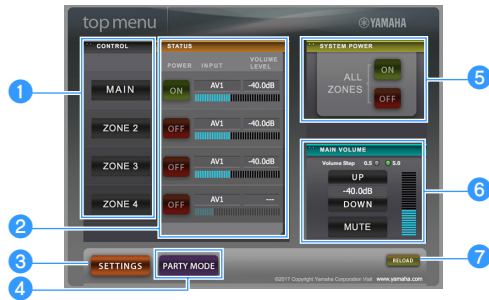 top menu
YAMAHA
CONTROL
STATUS
SYSTEM POWER
POWER INPUT VOLUME LEVEL
MAIN
ON AV1 -40.0dB
ZONE 2
OFF AV1 -40.0dB
ZONE 3
OFF AV1 -40.0dB
ZONE 4
OFF AV1 ---
ALL ZONES
ON
OFF
MAIN VOLUME
Volume Step 0.5 5.0
UP
-40.0dB
DOWN
MUTE
SETTINGS
PARTY MODE
RELOAD
©2017 Copyright Yamaha Corporation Visit www.yamaha.com
1
2
3
4
5
6
7